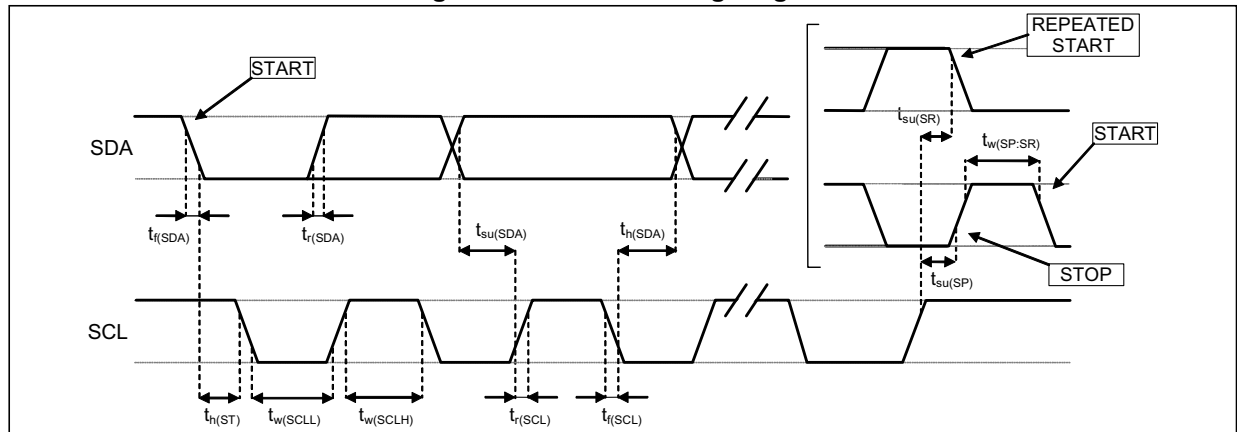 REPEATED
START
START
t_su(SR)
t_w(SP:SR)
START
SDA
t_f(SDA)
t_r(SDA)
t_su(SDA)
t_h(SDA)
t_su(SP)
STOP
SCL
t_h(ST)
t_w(SCLL)
t_w(SCLH)
t_r(SCL)
t_f(SCL)